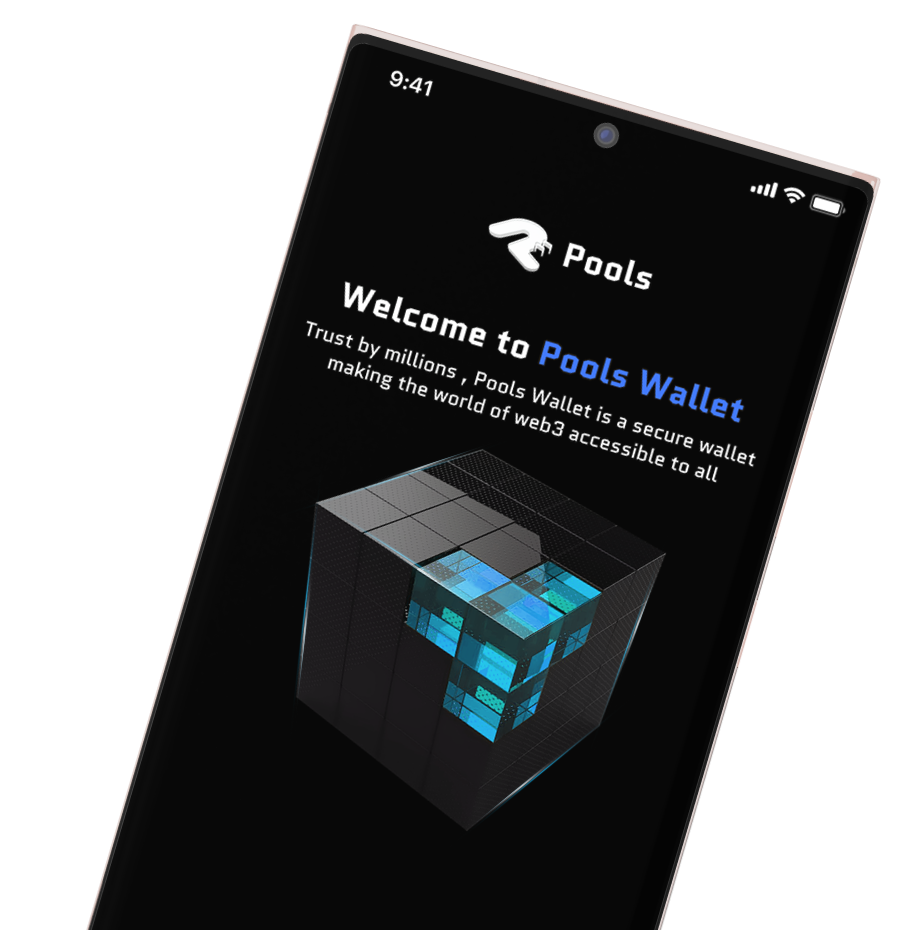 9:41
Pools
Welcome to Pools Wallet
Trust by millions , Pools Wallet is a secure wallet
making the world of web3 accessible to all